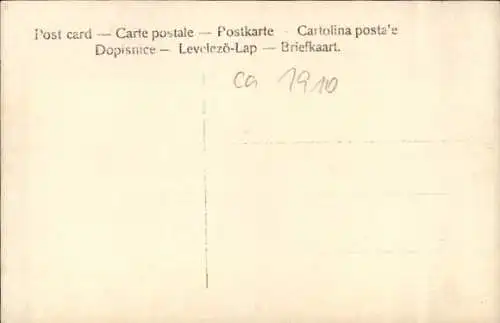 Post card — Carte postale — Postkarte - Cartolina postale
Dopisnice — Levelező-Lap — Briefkaart.
ca 1910